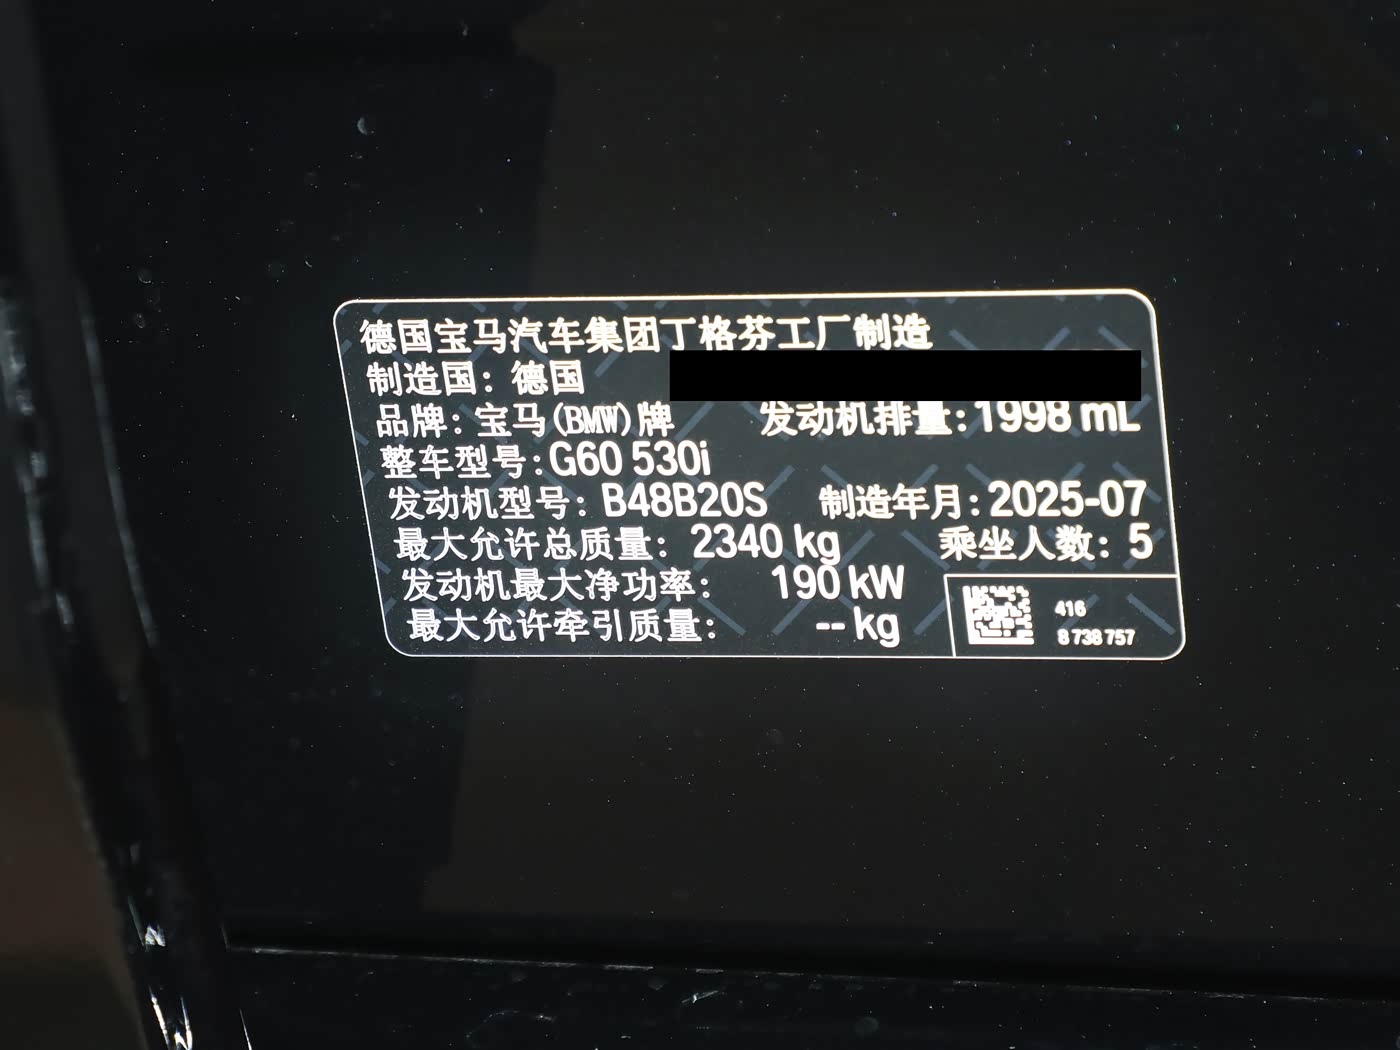 德国宝马汽车集团丁格芬工厂制造
制造国：德国
品牌：宝马(BMW)牌 发动机排量:1998 mL
整车型号:G60 530i
发动机型号：B48B20S 制造年月:2025-07
最大允许总质量：2340 kg 乘坐人数：5
发动机最大净功率：190 kW
最大允许牵引质量：-- kg
416
8 738 757